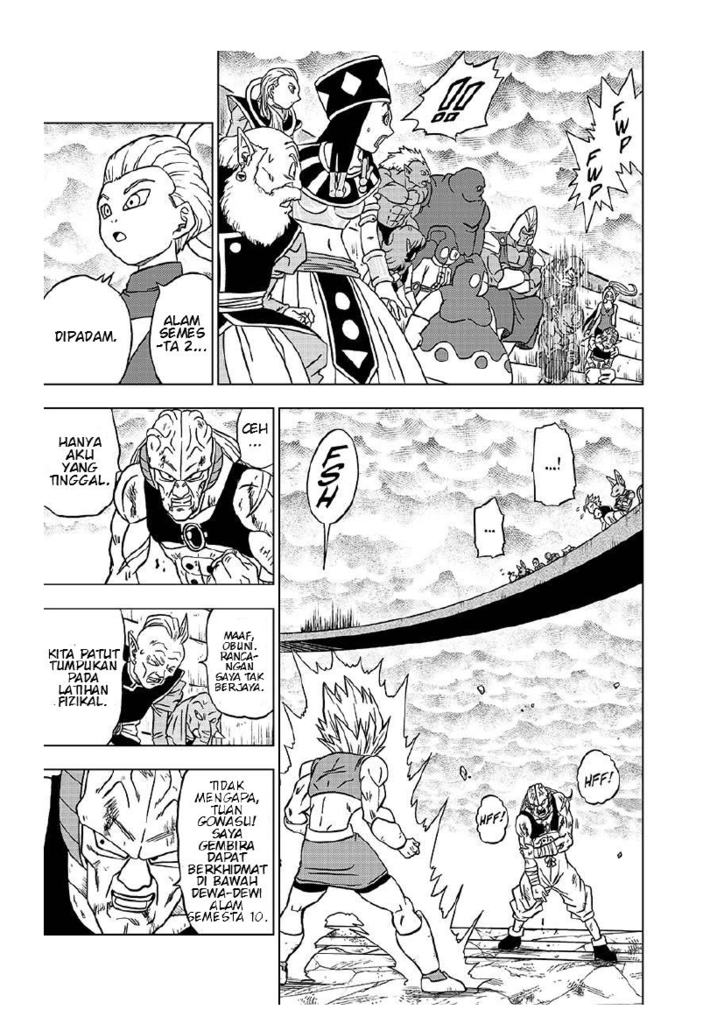 !!
FWP
FWP
ALAM
SEMES
-TA 2...
DIPADAM.
...!
...
FSH
CEH
...
HANYA
AKU
YANG
TINGGAL.
MAAF,
OBUNI.
RANCA-
NGAN
SAYA TAK
BERJAYA.
KITA PATUT
TUMPUKAN
PADA
LATIHAN
FIZIKAL.
TIDAK
MENGAPA,
TUAN
GOWASU!
SAYA
GEMBIRA
DAPAT
BERKHIDMAT
DI BAWAH
DEWA-DEWI
ALAM
SEMESTA 10.
HFF!
HFF!